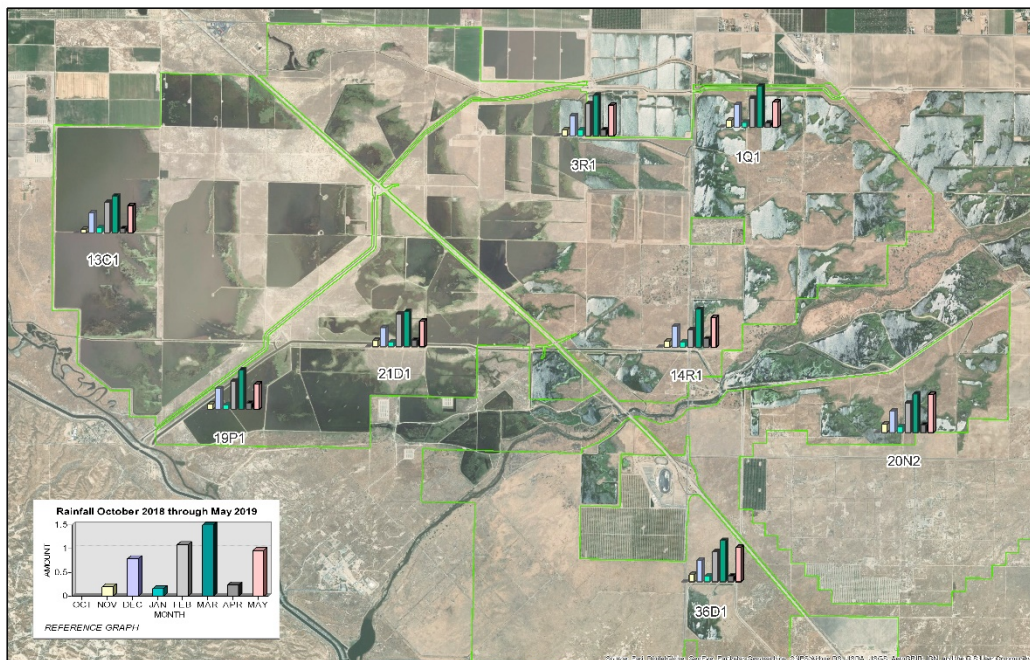 3R1
1Q1
13C1
21D1
14R1
19P1
20N2
36D1
Rainfall October 2018 through May 2019
1.5
1
0.5
0
AMOUNT
OCT NOV DEC JAN FEB MAR APR MAY
MONTH
REFERENCE GRAPH